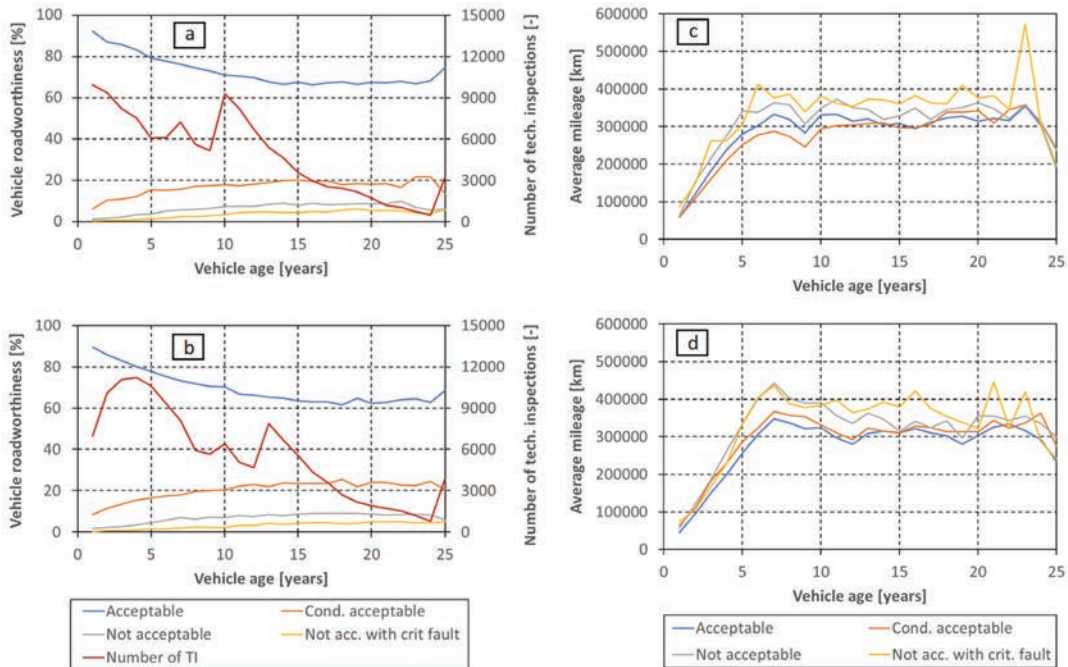 a
Vehicle roadworthiness [%]
100
80
60
40
20
0
15000
12000
9000
6000
3000
0
Number of tech. inspections [-]
0 5 10 15 20 25
Vehicle age [years]
c
Average mileage [km]
600000
500000
400000
300000
200000
100000
0
0 5 10 15 20 25
Vehicle age [years]
b
Vehicle roadworthiness [%]
100
80
60
40
20
0
15000
12000
9000
6000
3000
0
Number of tech. inspections [-]
0 5 10 15 20 25
Vehicle age [years]
Acceptable Cond. acceptable
Not acceptable Not acc. with crit fault
Number of TI
d
Average mileage [km]
600000
500000
400000
300000
200000
100000
0
0 5 10 15 20 25
Vehicle age [years]
Acceptable Cond. acceptable
Not acceptable Not acc. with crit. fault